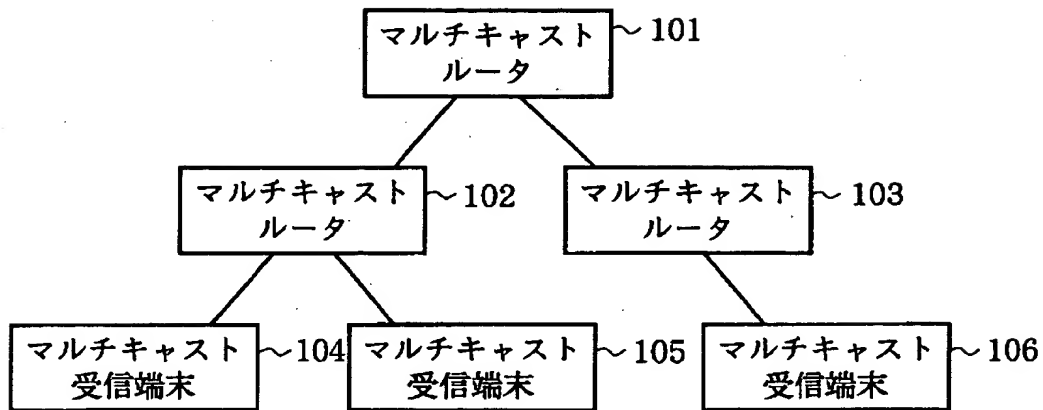 マルチキャスト
ルータ
~101
マルチキャスト
ルータ
~102
マルチキャスト
ルータ
~103
マルチキャスト
受信端末
~104
マルチキャスト
受信端末
~105
マルチキャスト
受信端末
~106